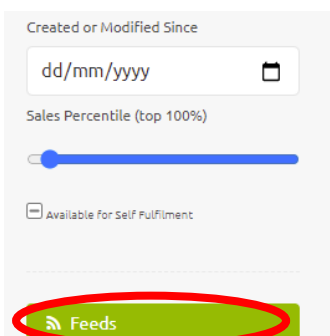 Created or Modified Since
dd/mm/yyyy
Sales Percentile (top 100%)
Available for Self Fulfilment
Feeds